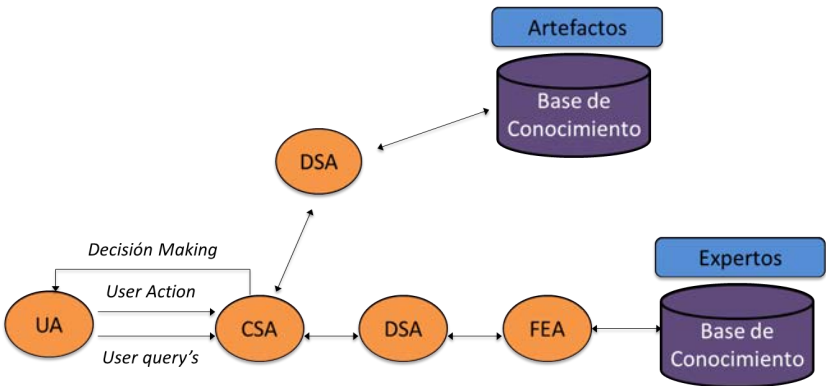 Artefactos
Base de
Conocimiento
DSA
Decisión Making
User Action
User query's
UA
CSA
DSA
FEA
Expertos
Base de
Conocimiento